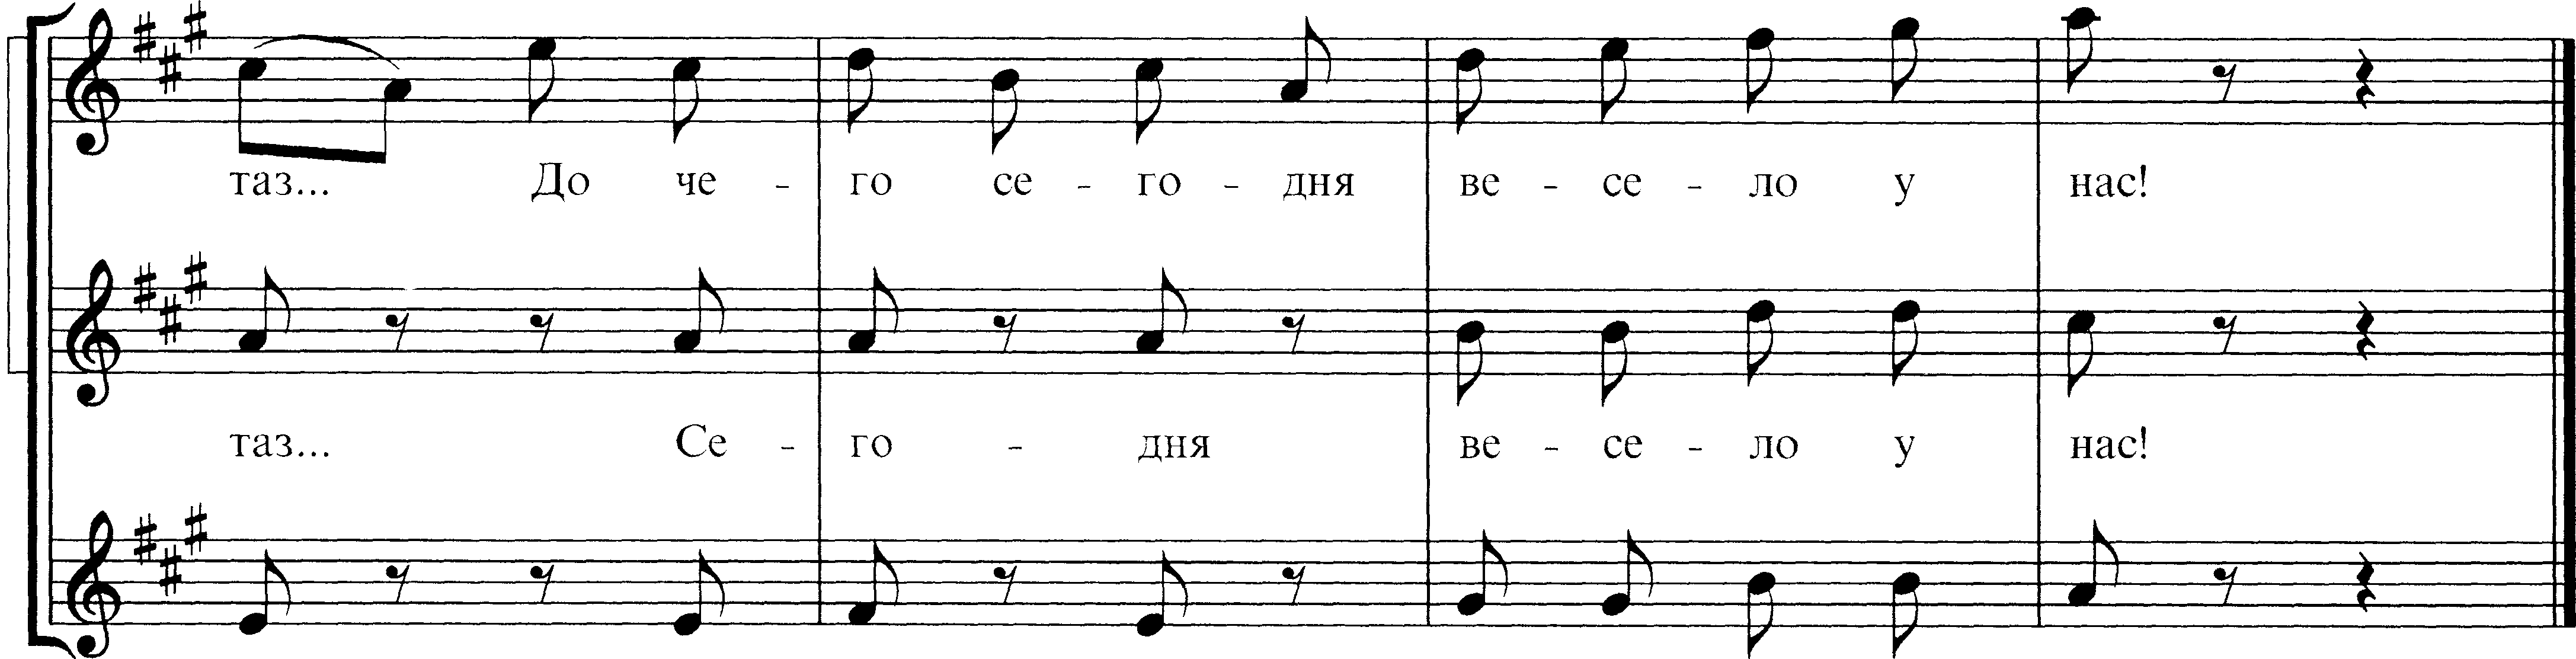 таз... До че - го се - го - дня ве - се - ло у нас!
таз... Се - го - дня ве - се - ло у нас!